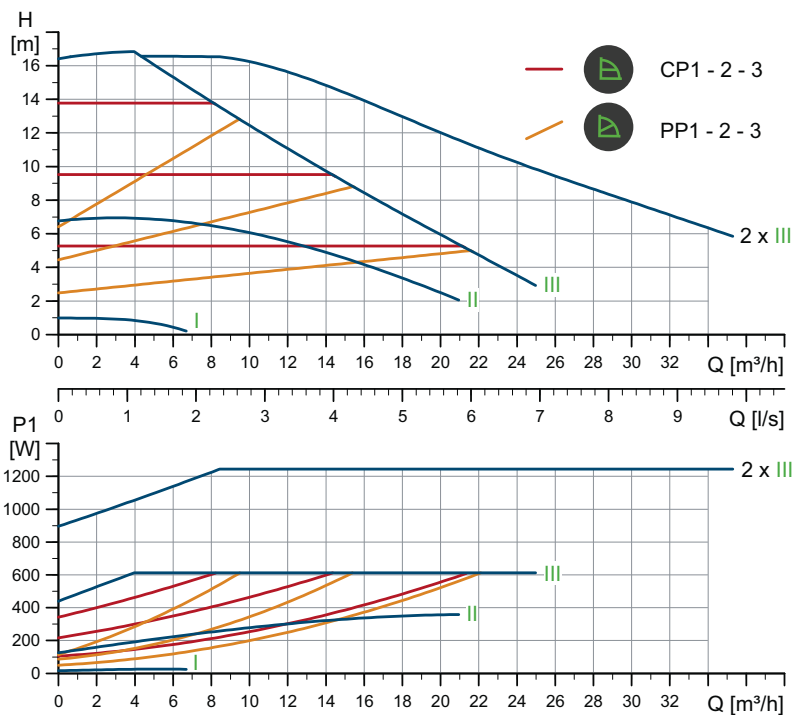 H
[m]
16
14
12
10
8
6
4
2
0
CP1 - 2 - 3
PP1 - 2 - 3
2 x III
III
II
I
0 2 4 6 8 10 12 14 16 18 20 22 24 26 28 30 32 Q [m³/h]
0 1 2 3 4 5 6 7 8 9 Q [l/s]
P1
[W]
1200
1000
800
600
400
200
0
2 x III
III
II
I
0 2 4 6 8 10 12 14 16 18 20 22 24 26 28 30 32 Q [m³/h]